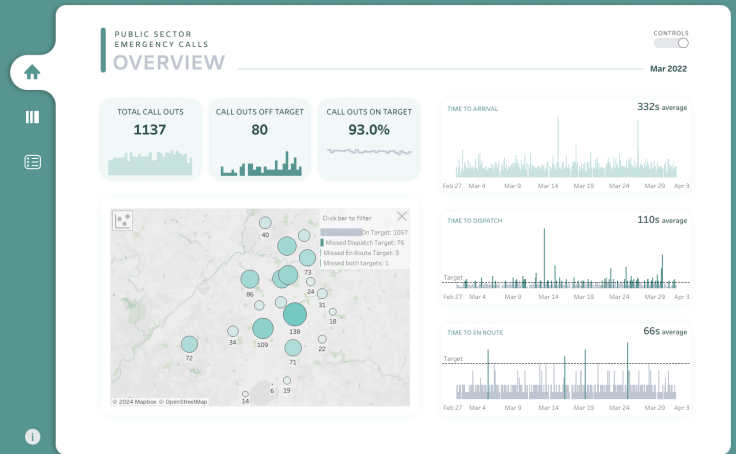 PUBLIC SECTOR
EMERGENCY CALLS
OVERVIEW
CONTROLS
Mar 2022
TOTAL CALL OUTS
1137
CALL OUTS OFF TARGET
80
CALL OUTS ON TARGET
93.0%
Click bar to filter
On Target: 1057
Missed Dispatch Target: 76
Missed En Route Target: 3
Missed both targets: 1
40
73
86
24
31
18
138
34
109
22
72
71
6
19
14
© 2024 Mapbox © OpenStreetMap
TIME TO ARRIVAL
332s average
Feb 27 Mar 4 Mar 9 Mar 14 Mar 19 Mar 24 Mar 29 Apr 3
TIME TO DISPATCH
110s average
Target
Feb 27 Mar 4 Mar 9 Mar 14 Mar 19 Mar 24 Mar 29 Apr 3
TIME TO EN ROUTE
66s average
Target
Feb 27 Mar 4 Mar 9 Mar 14 Mar 19 Mar 24 Mar 29 Apr 3
i